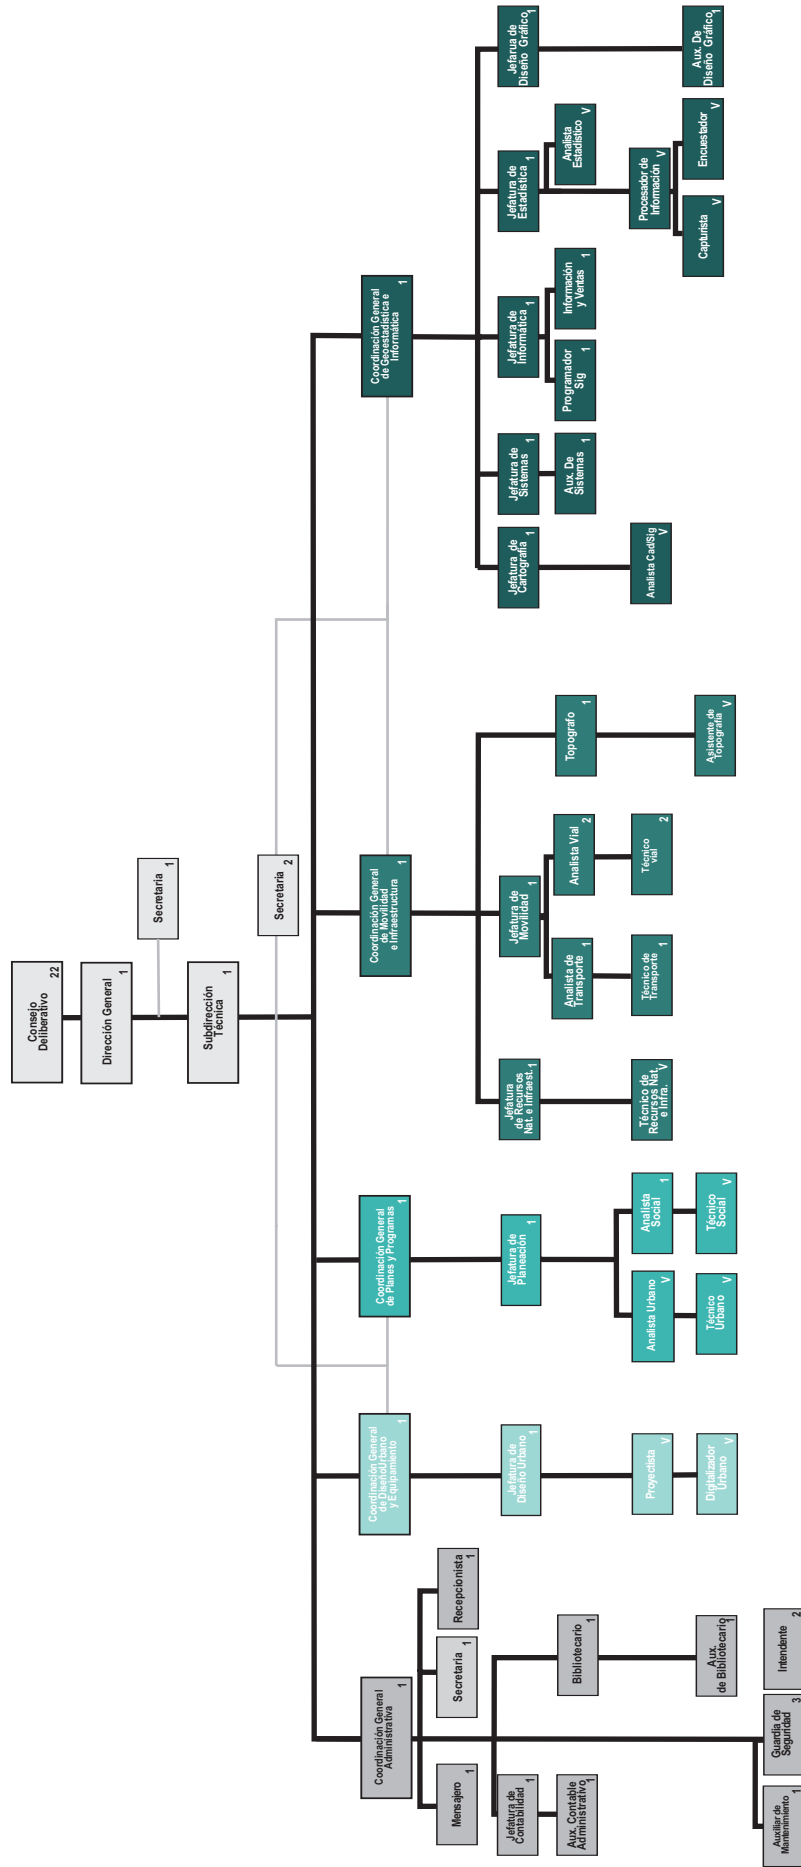 Consejo
Deliberativo
22
Dirección General
1
Secretaria
1
Subdirección
Técnica
1
Secretaria
2
Coordinación General
Administrativa
1
Mensajero
1
Secretaria
1
Recepcionista
1
Jefatura de
Contabilidad
1
Aux. Contable
Administrativo
1
Bibliotecario
1
Aux.
de Bibliotecario
1
Auxiliar de
Mantenimiento
1
Guardia de
Seguridad
3
Intendente
2
Coordinación General
de DiseñoUrbano
y Equipamiento
1
Jefatura de
Diseño Urbano
1
Proyectista
V
Digitalizador
Urbano
V
Coordinación General
de Planes y Programas
1
Jefatura de
Planeación
1
Analista Urbano
V
Técnico
Urbano
V
Analista
Social
1
Técnico
Social
V
Coordinación General
de Movilidad
e Infraestructura
1
Jefatura
de Recursos
Nat. e Infraest.
1
Técnico de
Recursos Nat.
e Infra.
V
Jefatura de
Movilidad
1
Analista de
Transporte
1
Técnico de
Transporte
1
Analista Vial
2
Técnico
vial
2
Topografo
1
Asistente de
Topografía
V
Coordinación General
de Geoestadística e
Informática
1
Jefatura de
Cartografía
1
Analista Cad/Sig
V
Jefatura de
Sistemas
1
Aux. De
Sistemas
1
Jefatura de
Informática
1
Programador
Sig
1
Información
y Ventas
1
Jefatura de
Estadística
1
Analista
Estadístico
V
Procesador de
Información
V
Capturista
V
Encuestador
V
Jefarua de
Diseño Gráfico
1
Aux. De
Diseño Gráfico
1